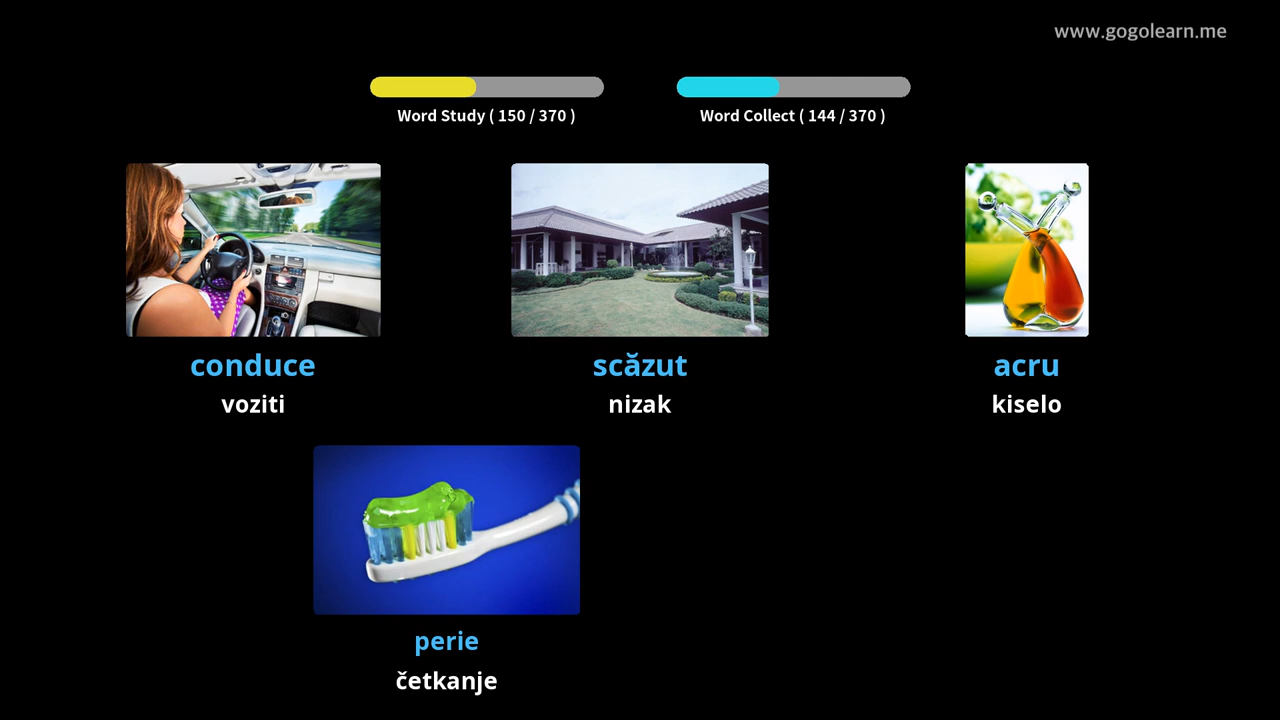 www.gogolearn.me
Word Study ( 150 / 370 )
Word Collect ( 144 / 370 )
conduce
voziti
scăzut
nizak
acru
kiselo
perie
četkanje